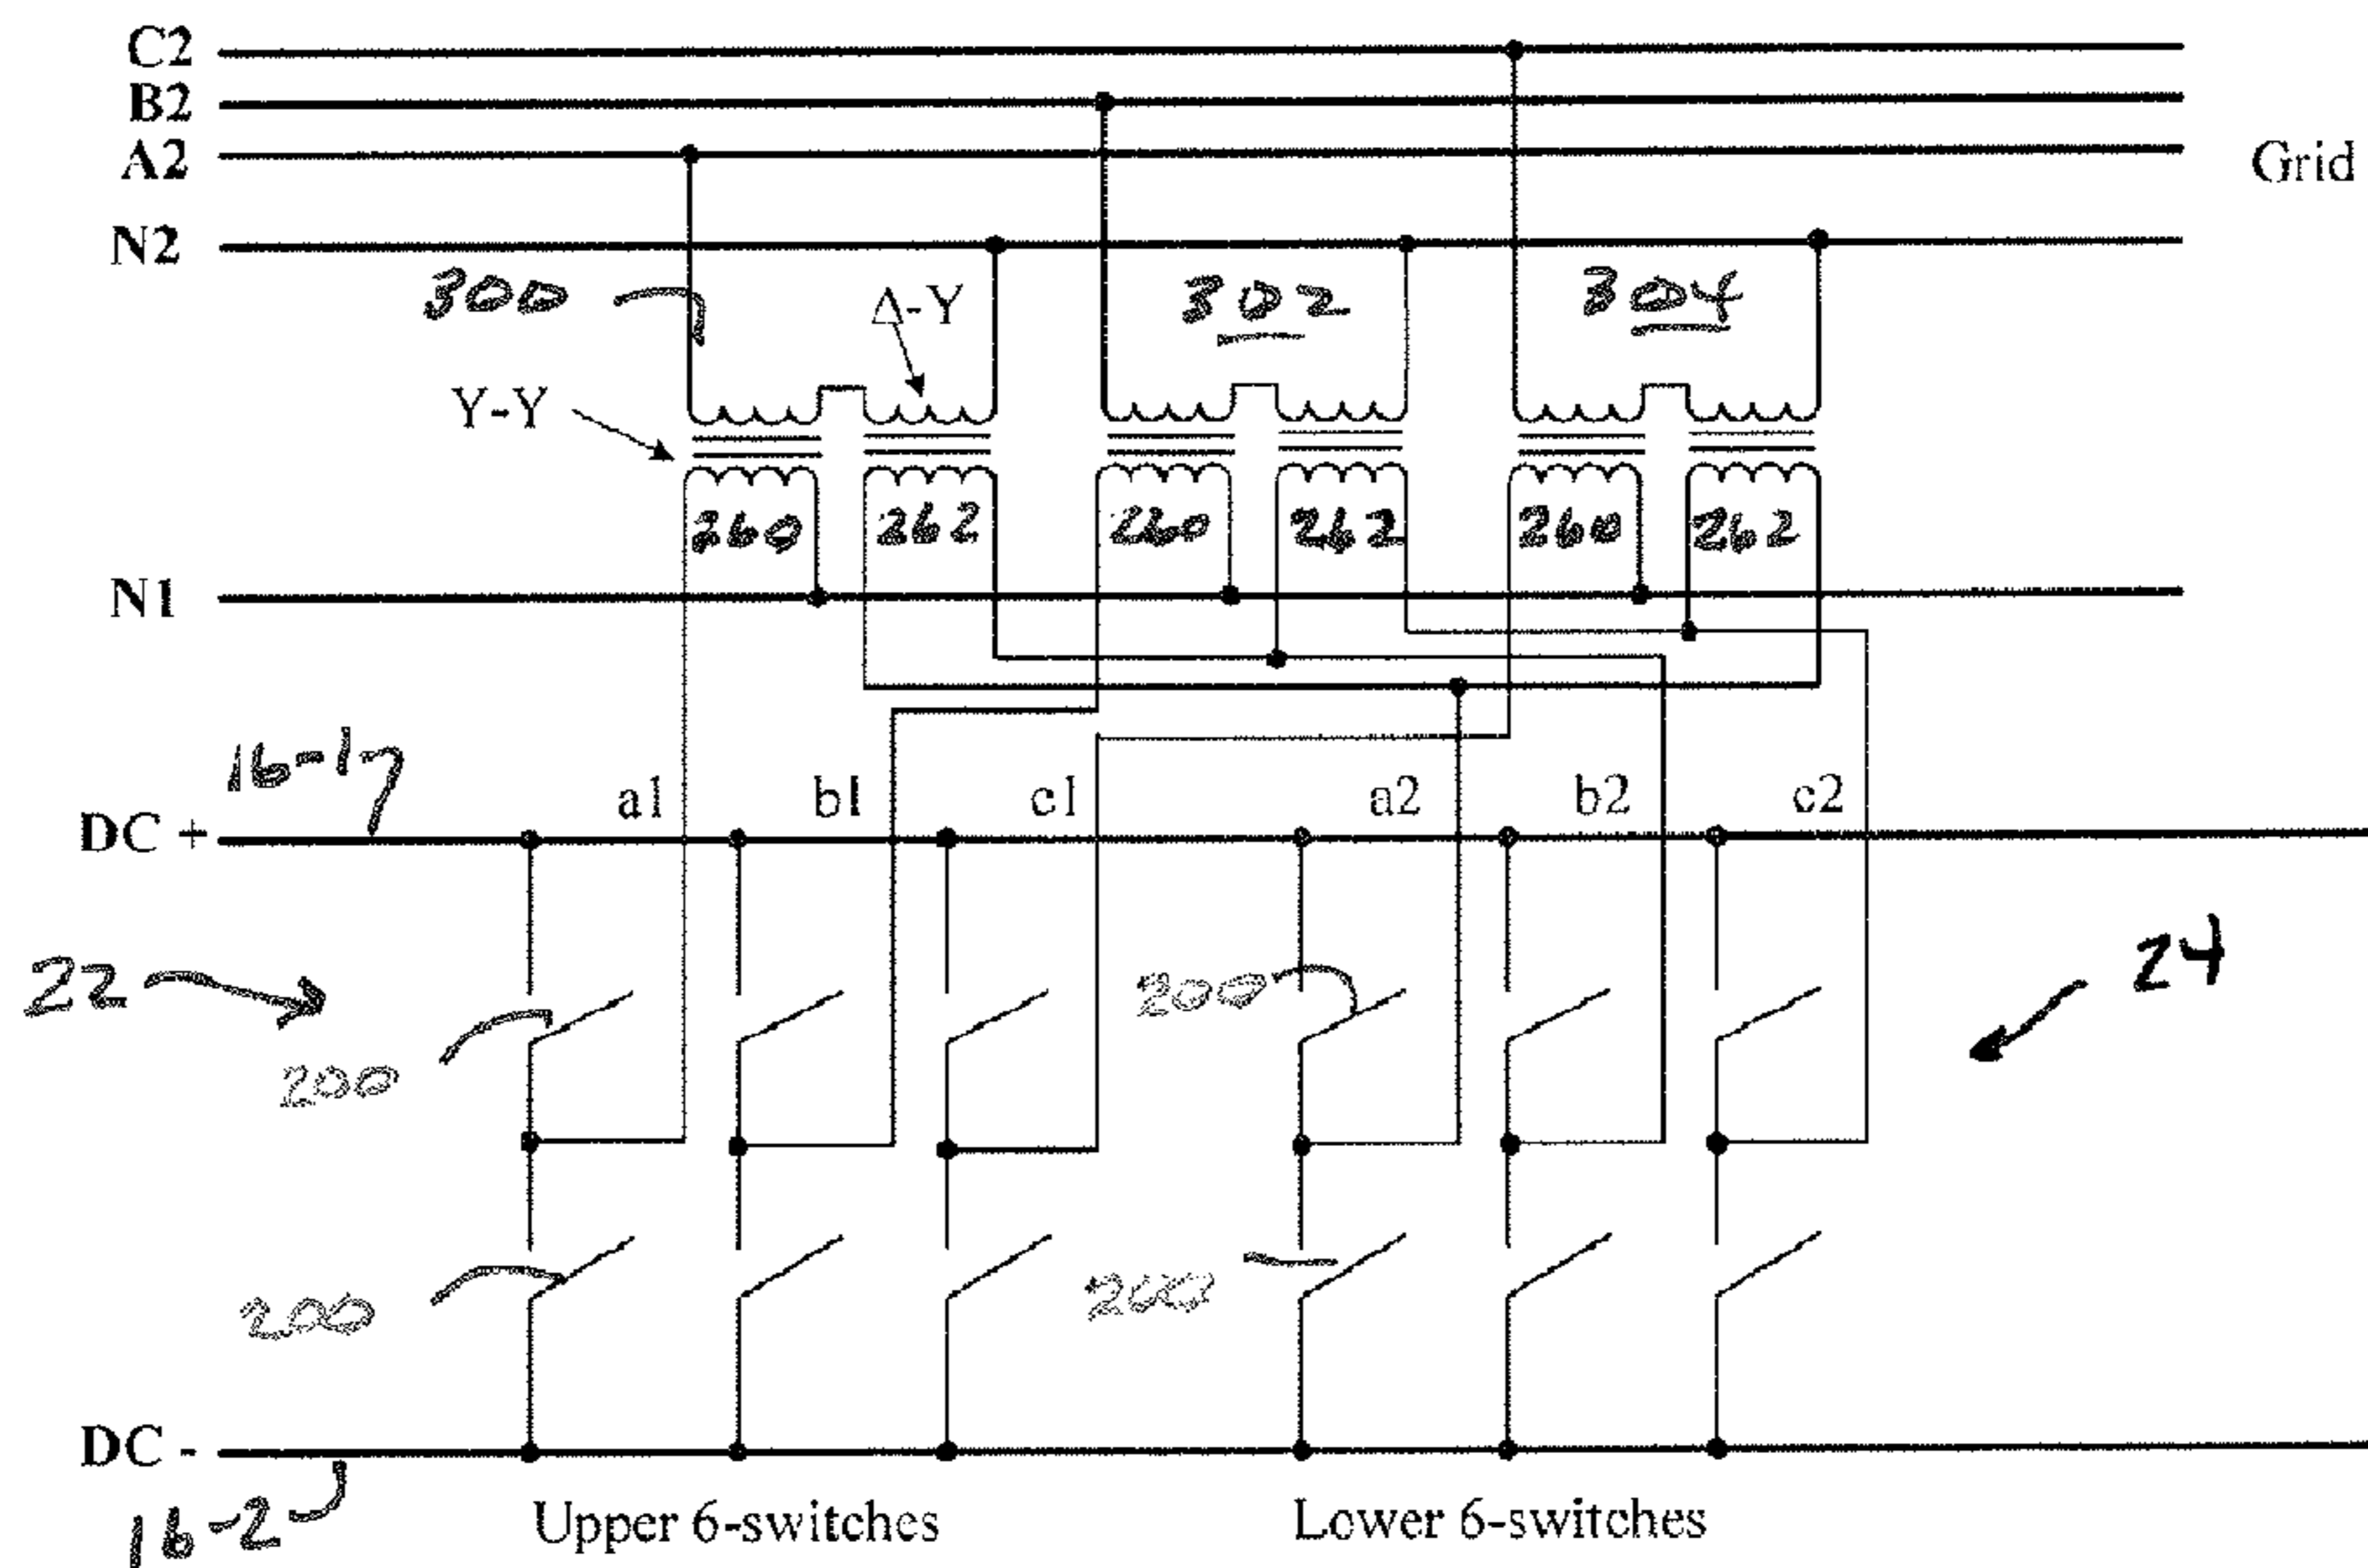 C2
B2
A2
Grid
N2
300
Δ-Y
302
304
Y-Y
260 262 260 262 260 262
N1
16-1
a1 b1 c1 a2 b2 c2
DC +
22
200
200
24
200
200
DC -
16-2
Upper 6-switches
Lower 6-switches